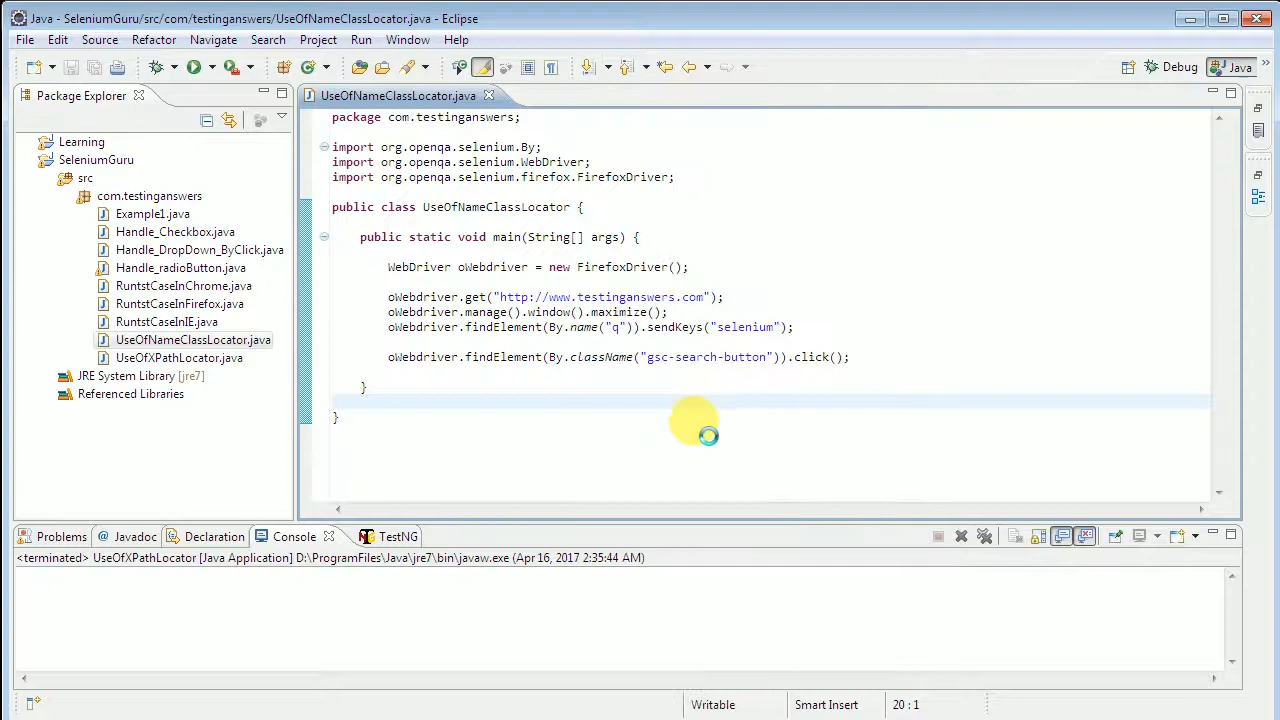 Java - SeleniumGuru/src/com/testinganswers/UseOfNameClassLocator.java - Eclipse
File Edit Source Refactor Navigate Search Project Run Window Help
Debug Java
Package Explorer
UseOfNameClassLocator.java
Learning
SeleniumGuru
src
com.testinganswers
Example1.java
Handle_Checkbox.java
Handle_DropDown_ByClick.java
Handle_radioButton.java
RuntstCaseInChrome.java
RuntstCaseInFirefox.java
RuntstCaseInIE.java
UseOfNameClassLocator.java
UseOfXPathLocator.java
JRE System Library [jre7]
Referenced Libraries
package com.testinganswers;
import org.openqa.selenium.By;
import org.openqa.selenium.WebDriver;
import org.openqa.selenium.firefox.FirefoxDriver;
public class UseOfNameClassLocator {
public static void main(String[] args) {
WebDriver oWebdriver = new FirefoxDriver();
oWebdriver.get("http://www.testinganswers.com");
oWebdriver.manage().window().maximize();
oWebdriver.findElement(By.name("q")).sendKeys("selenium");
oWebdriver.findElement(By.className("gsc-search-button")).click();
}
}
Problems @ Javadoc Declaration Console TestNG
<terminated> UseOfXPathLocator [Java Application] D:\ProgramFiles\Java\jre7\bin\javaw.exe (Apr 16, 2017 2:35:44 AM)
Writable Smart Insert 20 : 1